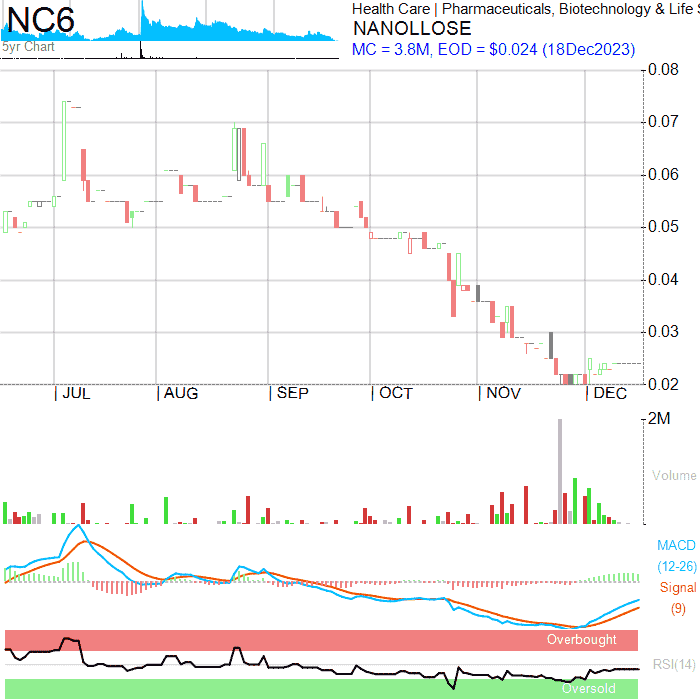 NC6
5yr Chart
Health Care | Pharmaceuticals, Biotechnology & Life S
NANOLLOSE
MC = 3.8M, EOD = $0.024 (18Dec2023)
0.08
0.07
0.06
0.05
0.04
0.03
0.02
| JUL | AUG | SEP | OCT | NOV | DEC
2M
Volume
MACD
(12-26)
Signal
(9)
Overbought
RSI(14)
Oversold